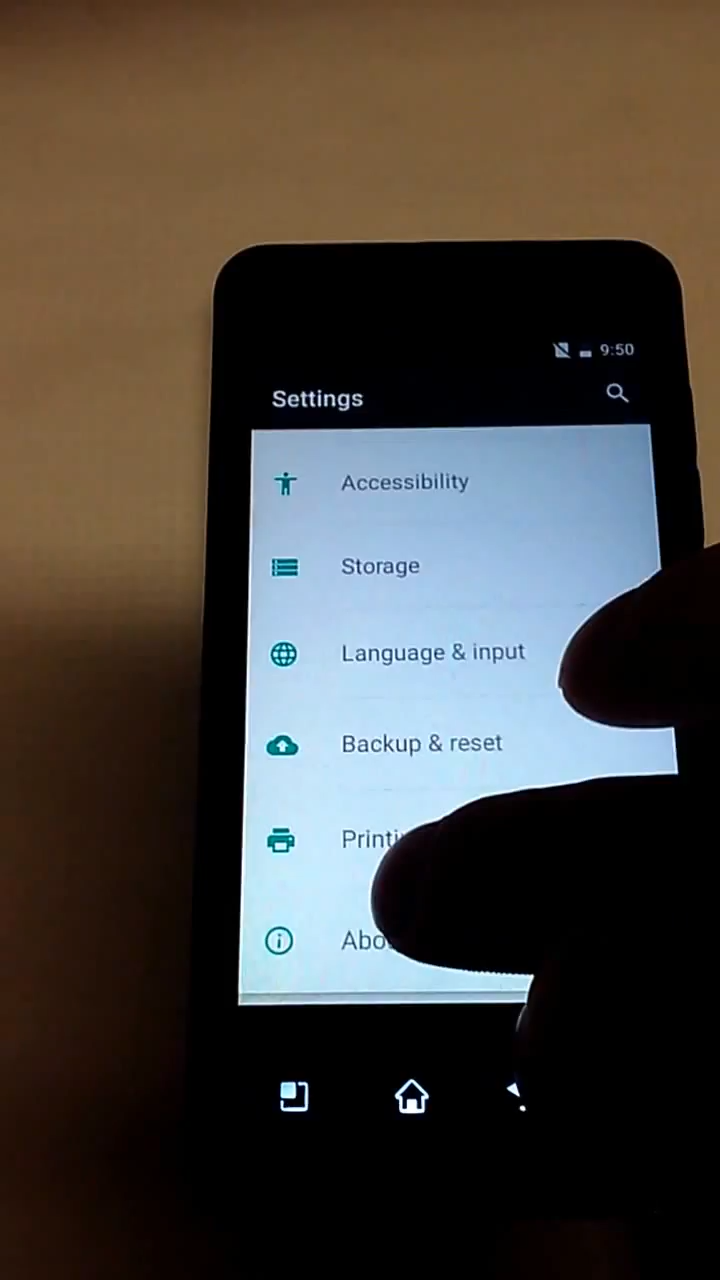 9:50
Settings
Accessibility
Storage
Language & input
Backup & reset